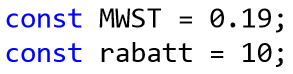 const MWST = 0.19;
const rabatt = 10;